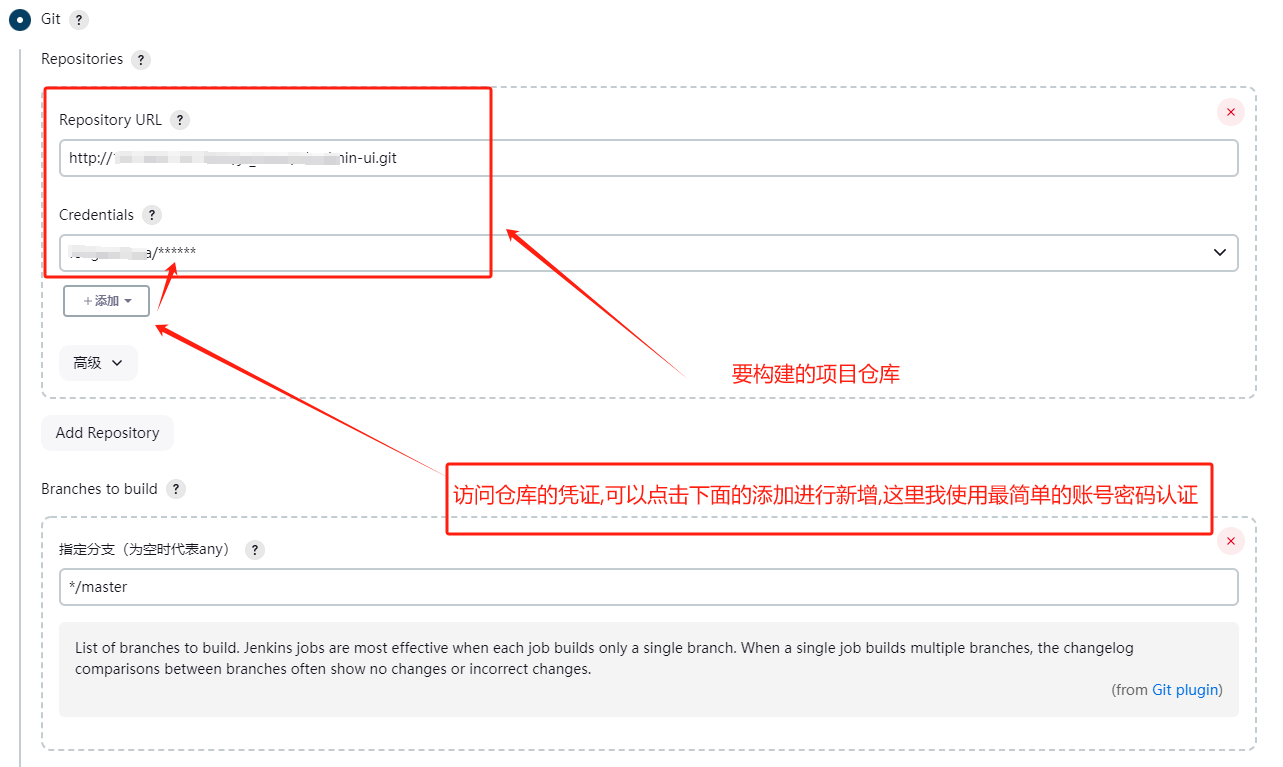 Git ?
Repositories ?
Repository URL ?
http:// min-ui.git
Credentials ?
a/******
+ 添加
高级
要构建的项目仓库
Add Repository
访问仓库的凭证,可以点击下面的添加进行新增,这里我使用最简单的账号密码认证
Branches to build ?
指定分支（为空时代表any） ?
*/master
List of branches to build. Jenkins jobs are most effective when each job builds only a single branch. When a single job builds multiple branches, the changelog
comparisons between branches often show no changes or incorrect changes.
(from Git plugin)